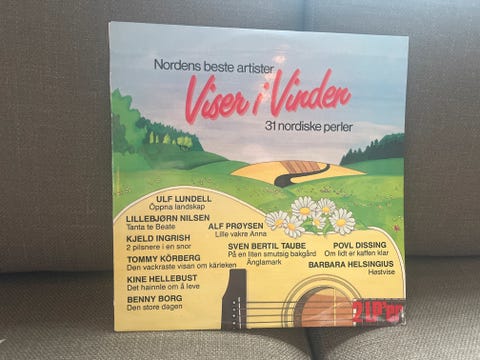 Nordens beste artister
Viser i Vinden
31 nordiske perler
ULF LUNDELL
Öppna landskap
LILLEBJØRN NILSEN
Tanta te Beate
KJELD INGRISH
2 pilsnere i en snor
TOMMY KÖRBERG
Den vackraste visan om kärleken
KINE HELLEBUST
Det hainnle om å leve
BENNY BORG
Den store dagen
ALF PRØYSEN
Lille vakre Anna
SVEN BERTIL TAUBE
På en liten smutsig bakgård
Änglamark
POVL DISSING
Om lidt er kaffen klar
BARBARA HELSINGIUS
Høstvise
2 LP'er